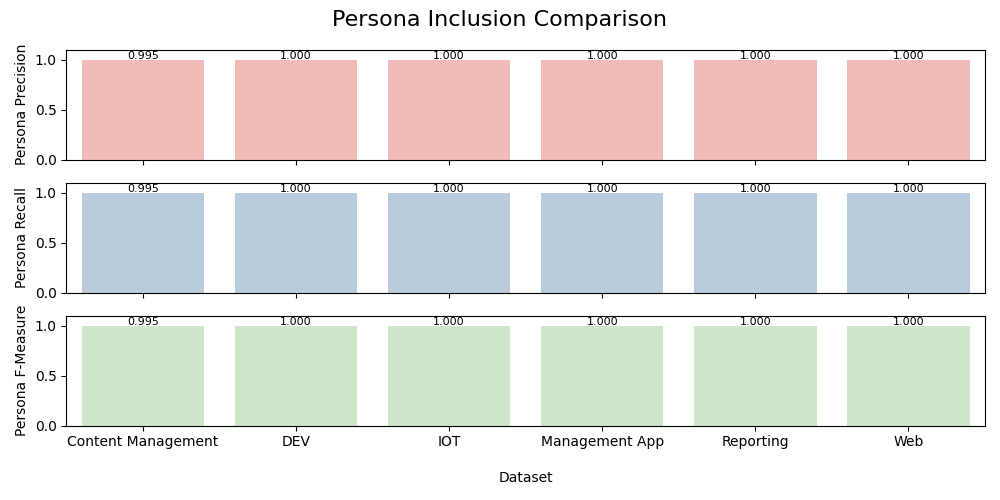 Persona Inclusion Comparison
Persona Precision
1.0
0.5
0.0
0.995 1.000 1.000 1.000 1.000 1.000
Persona Recall
1.0
0.5
0.0
0.995 1.000 1.000 1.000 1.000 1.000
Persona F-Measure
1.0
0.5
0.0
0.995 1.000 1.000 1.000 1.000 1.000
Content Management DEV IOT Management App Reporting Web
Dataset